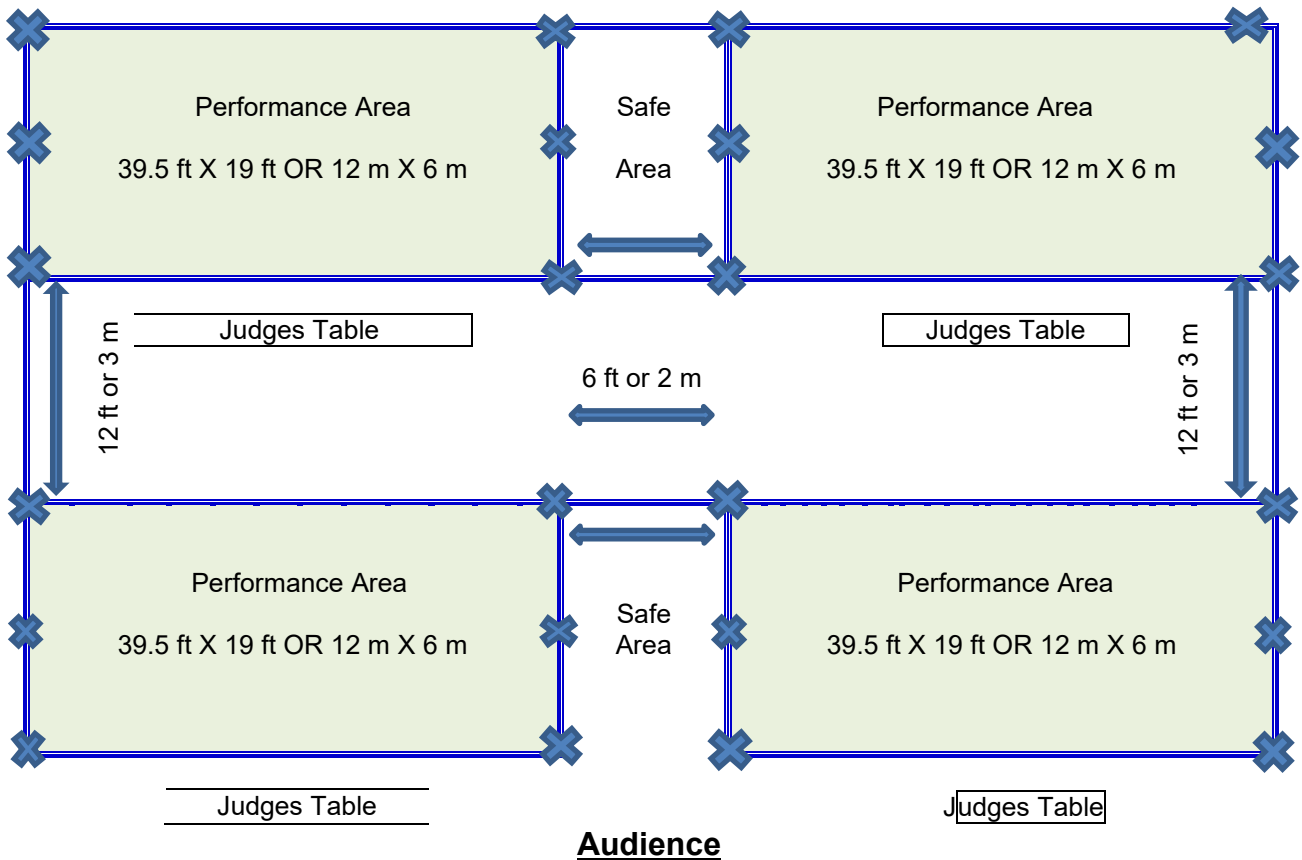 Performance Area
39.5 ft X 19 ft OR 12 m X 6 m
Safe
Area
Performance Area
39.5 ft X 19 ft OR 12 m X 6 m
Judges Table
Judges Table
12 ft or 3 m
6 ft or 2 m
12 ft or 3 m
Performance Area
39.5 ft X 19 ft OR 12 m X 6 m
Safe
Area
Performance Area
39.5 ft X 19 ft OR 12 m X 6 m
Judges Table
Judges Table
Audience